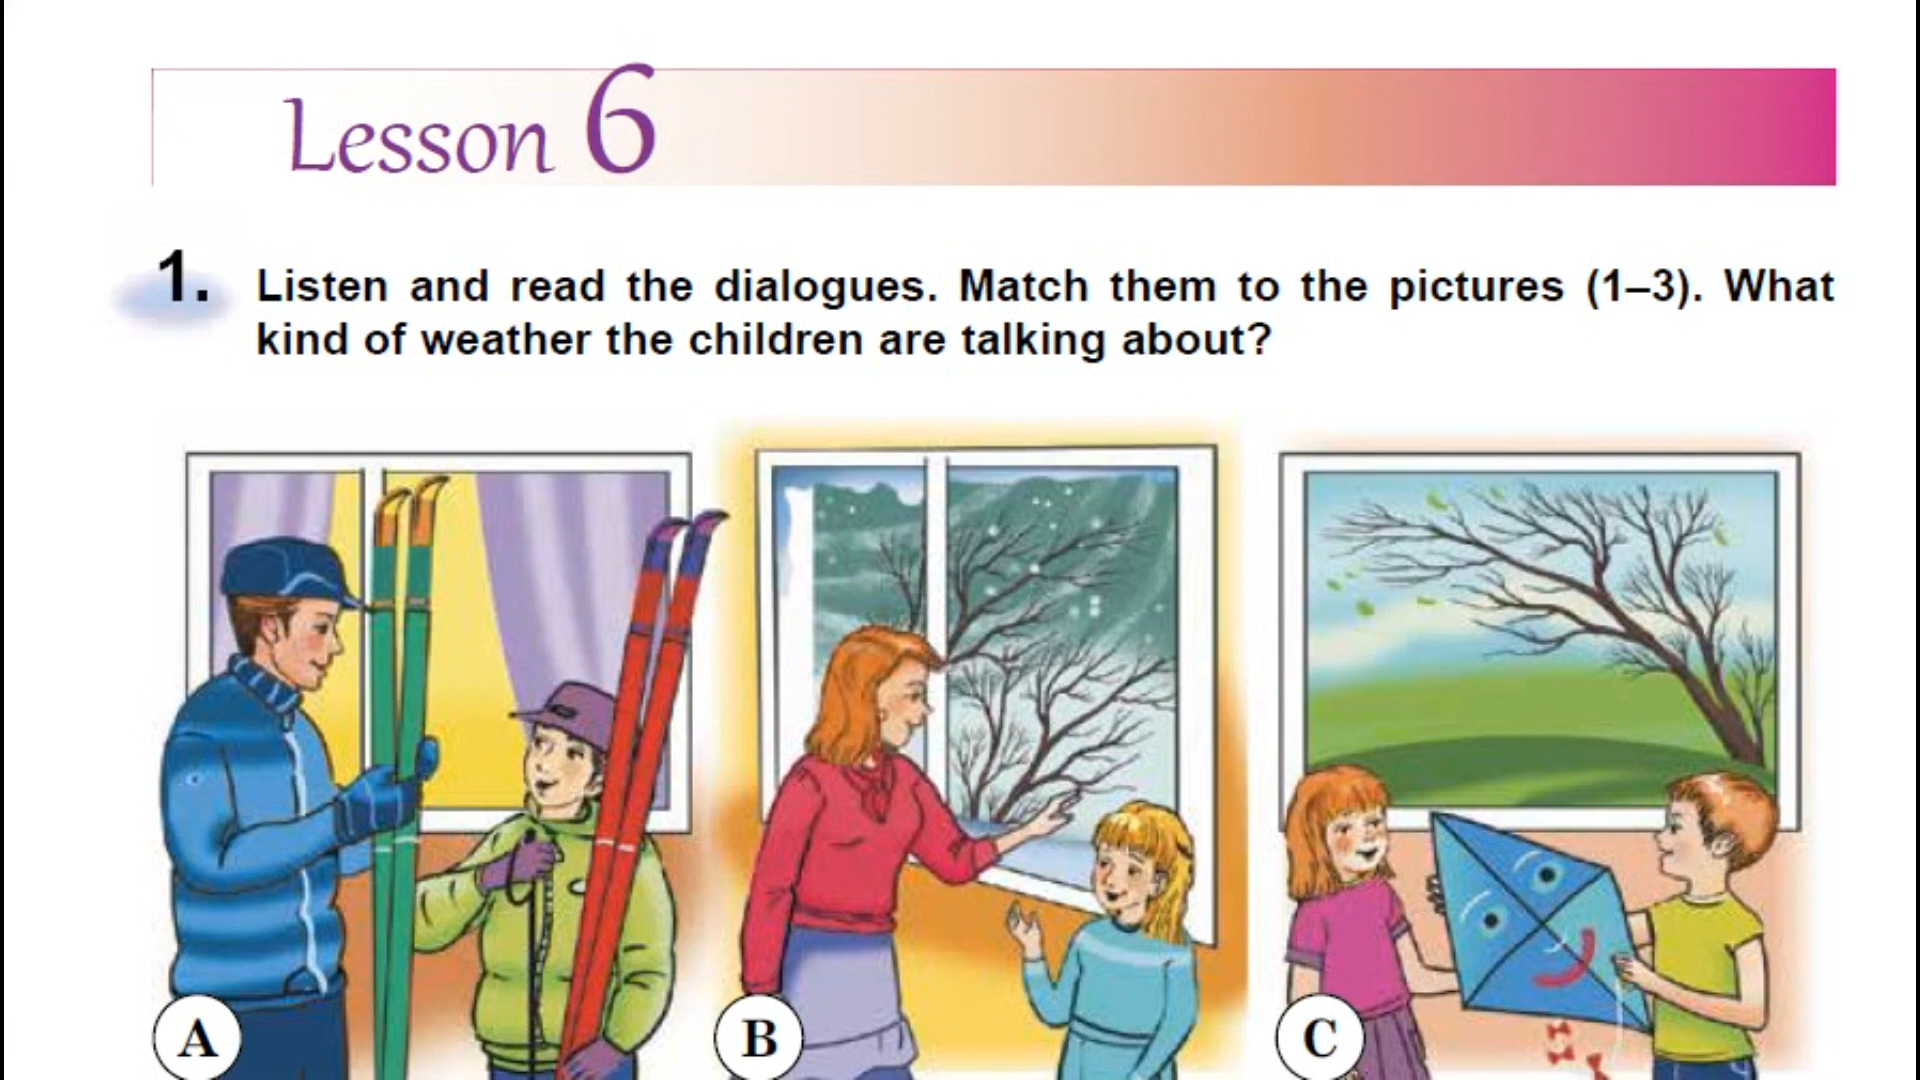 Lesson 6
1. Listen and read the dialogues. Match them to the pictures (1–3). What
kind of weather the children are talking about?
A
B
C